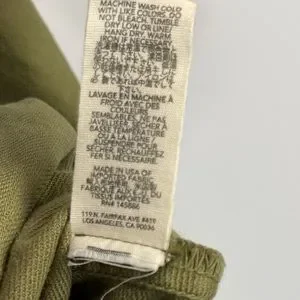 MACHINE WASH COLD
WITH LIKE COLORS. DO
NOT BLEACH. TUMBLE
DRY LOW OR LINE/
HANG DRY. WARM
IRON IF NECESSARY.
LAVAGE EN MACHINE À
FROID AVEC DES
COULEURS
SEMBLABLES, NE PAS
JAVELLISER. SÉCHER À
BASSE TEMPÉRATURE
OU À LIGNE/
SUSPENDRE POUR
SÉCHER, RÉCHAUFFER
FER SI NÉCESSAIRE.
MADE IN USA OF
IMPORTED FABRIC
FABRIQUÉ AUX É.U. DU
TISSUS IMPORTÉS
RN# 145886
119 N. FAIRFAX AVE #419
LOS ANGELES, CA 90036